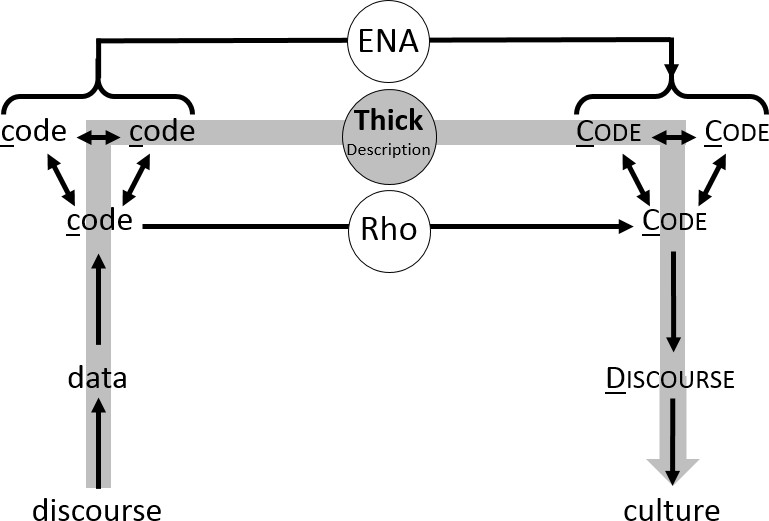 ENA
Thick
Description
code code
code
CODE CODE
CODE
Rho
data
DISCOURSE
discourse
culture